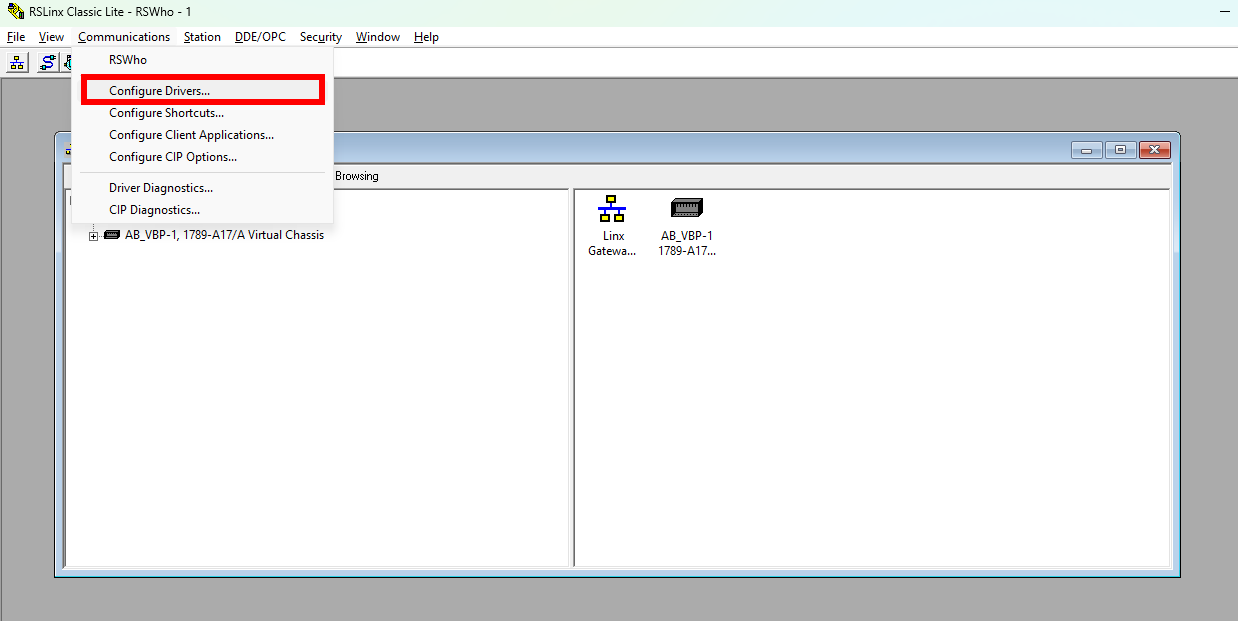 RSLinx Classic Lite - RSWho - 1
File View Communications Station DDE/OPC Security Window Help
RSWho
Configure Drivers...
Configure Shortcuts...
Configure Client Applications...
Configure CIP Options...
Driver Diagnostics...
CIP Diagnostics...
Browsing
AB_VBP-1, 1789-A17/A Virtual Chassis
Linx
Gatewa...
AB_VBP-1
1789-A17...